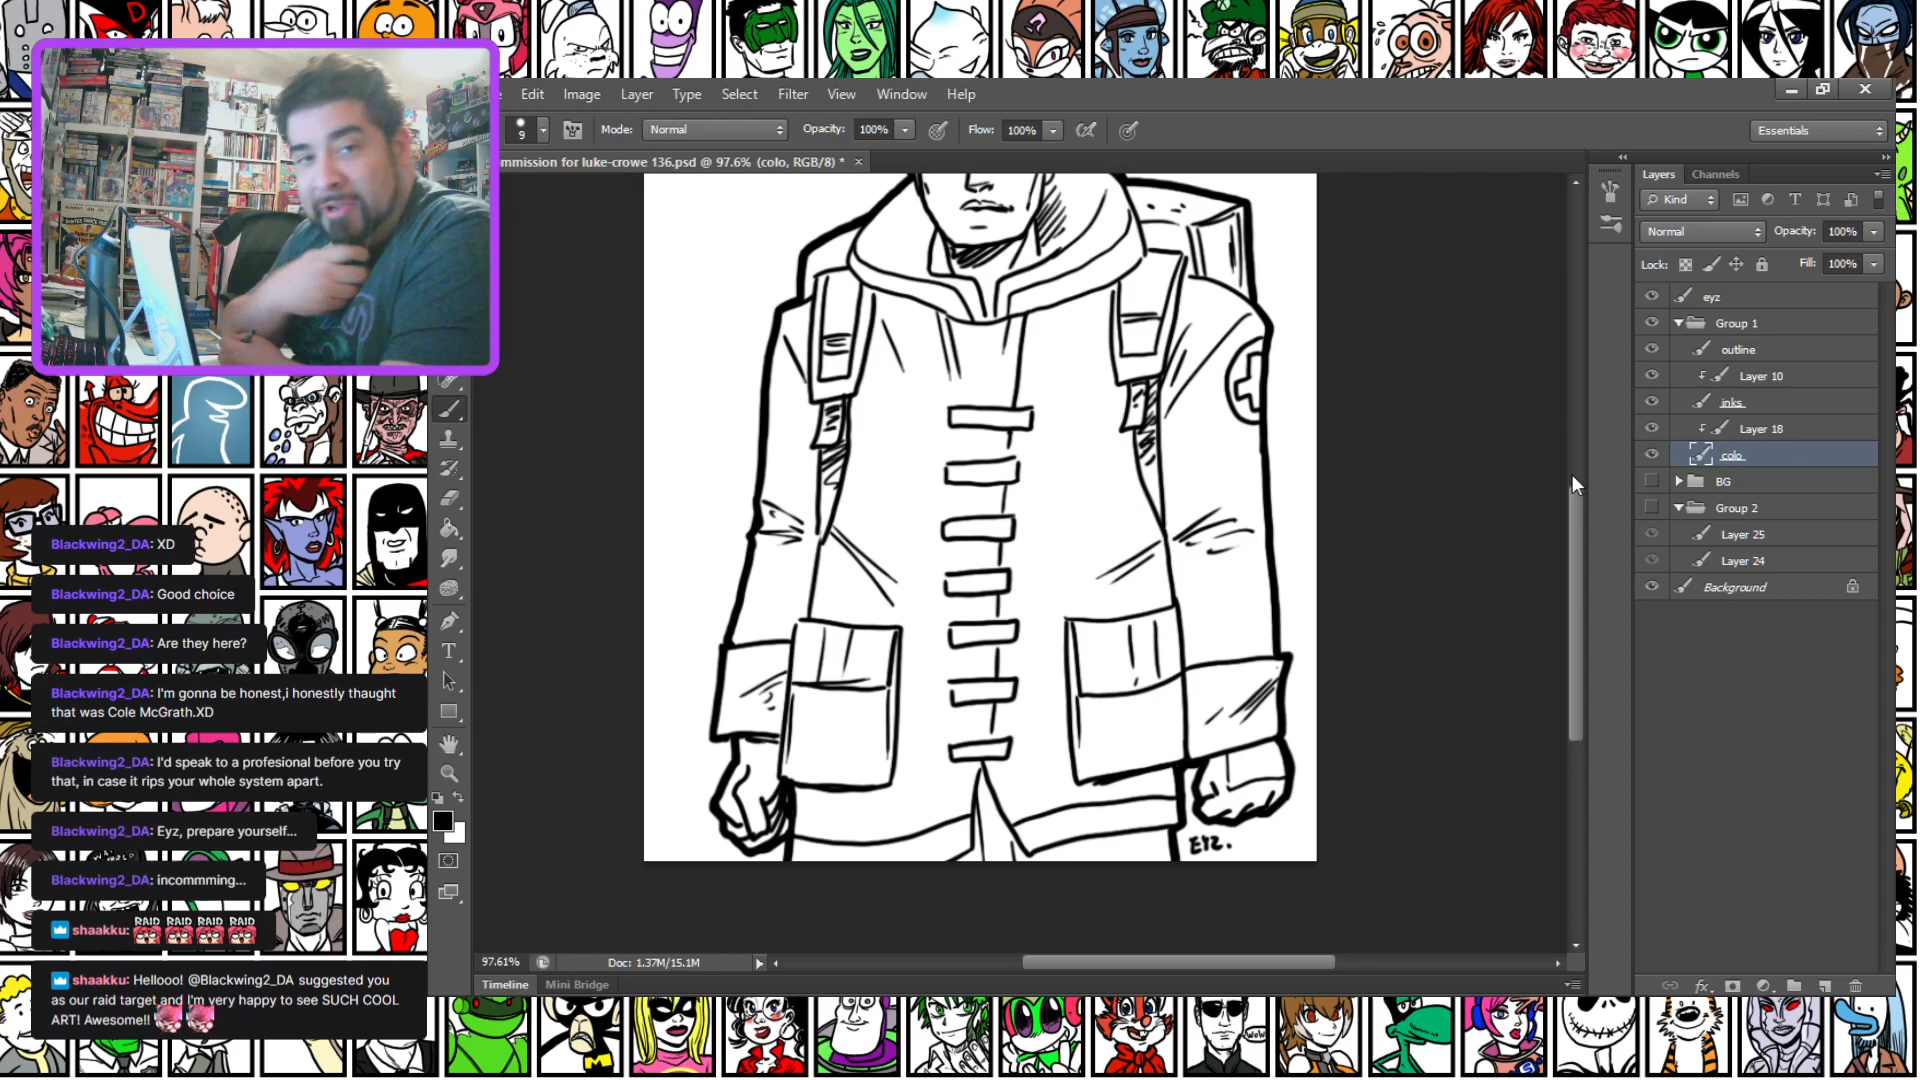 Edit Image Layer Type Select Filter View Window Help
9 Mode: Normal Opacity: 100% Flow: 100% Essentials
mmission for luke-crowe 136.psd @ 97.6% (colo, RGB/8) * ×
Layers Channels
Kind
Normal Opacity: 100%
Lock: Fill: 100%
eyz
Group 1
outline
Layer 10
inks
Layer 18
colo
BG
Group 2
Layer 25
Layer 24
Background
EYZ.
97.61% Doc: 1.37M/15.1M
Timeline Mini Bridge
Blackwing2_DA: XD
Blackwing2_DA: Good choice
Blackwing2_DA: Are they here?
Blackwing2_DA: I'm gonna be honest,i honestly thaught
that was Cole McGrath.XD
Blackwing2_DA: I'd speak to a profesional before you try
that, in case it rips your whole system apart.
Blackwing2_DA: Eyz, prepare yourself...
Blackwing2_DA: incommming...
shaakku: RAID RAID RAID RAID
shaakku: Hellooo! @Blackwing2_DA suggested you
as our raid target and I'm very happy to see SUCH COOL
ART! Awesome!!
WOW